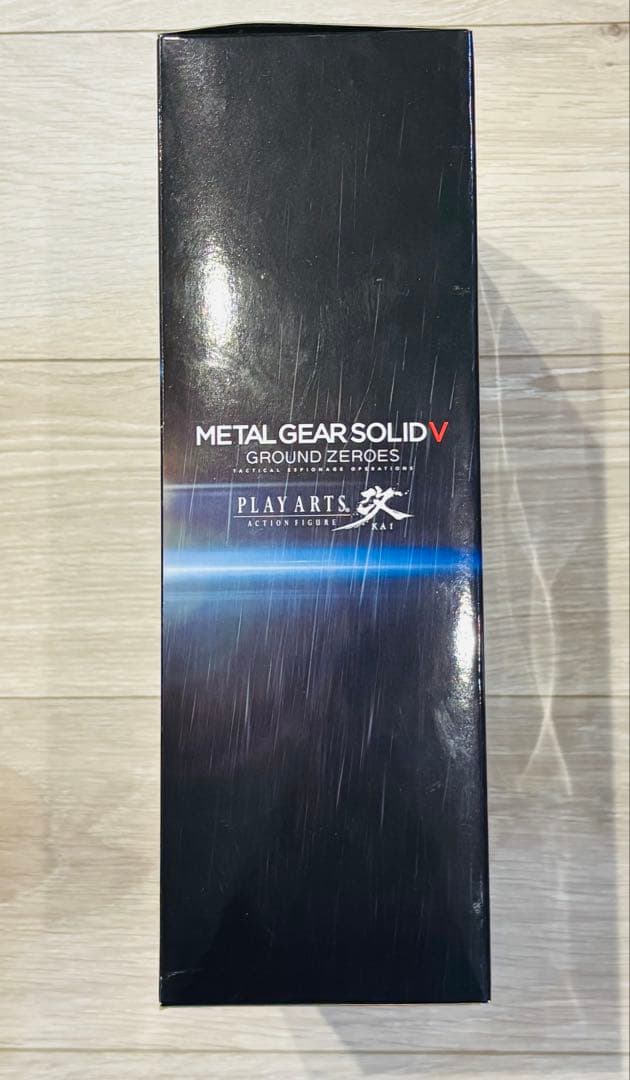 METAL GEAR SOLID V
GROUND ZEROES
TACTICAL ESPIONAGE OPERATIONS
PLAY ARTS® 改
ACTION FIGURE KAI